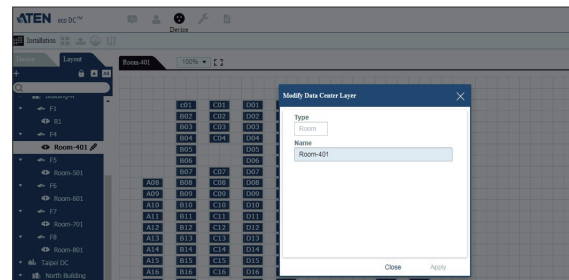 ATEN eco DC™
Device
Installation
Device Layout
Room-401 100%
Modify Data Center Layer
Type
Room
Name
Room-401
Close Apply
F1
R1
F4
Room-401
F5
Room-501
F6
Room-601
F7
Room-701
F8
Room-801
Taipei DC
North Building
c01 C01 D01
B02 C02 D02
B03 C03 D03
B04 C04 D04
B05 D05
B06 D06
B07 C07 D07
A08 B08 C08 D08
A09 B09 C09 D09
A10 B10 C10 D10
A11 B11 C11 D11
A12 B12 C12 D12
A13 B13 C13 D13
A14 B14 C14 D14
A15 B15 C15 D15
A16 B16 C16 D16